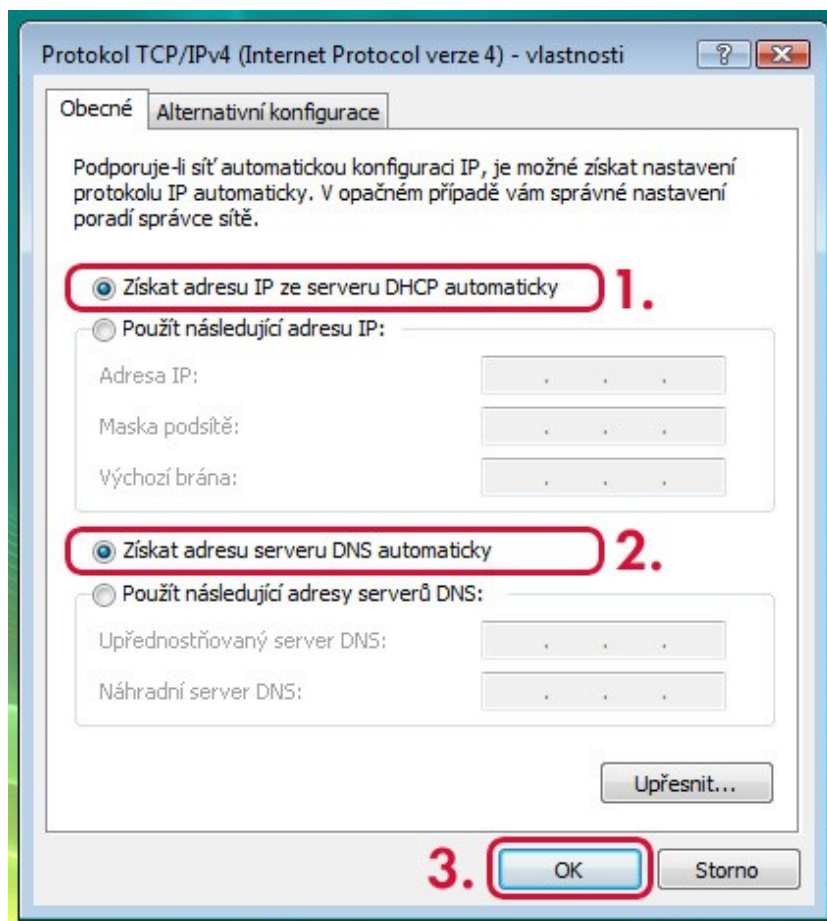 Protokol TCP/IPv4 (Internet Protocol verze 4) - vlastnosti
Obecné
Alternativní konfigurace
Podporuje-li síť automatickou konfiguraci IP, je možné získat nastavení
protokolu IP automaticky. V opačném případě vám správné nastavení
poradí správce sítě.
Získat adresu IP ze serveru DHCP automaticky
1.
Použít následující adresu IP:
Adresa IP:
Maska podsítě:
Výchozí brána:
Získat adresu serveru DNS automaticky
2.
Použít následující adresy serverů DNS:
Upřednostňovaný server DNS:
Náhradní server DNS:
Upřesnit...
3.
OK
Storno